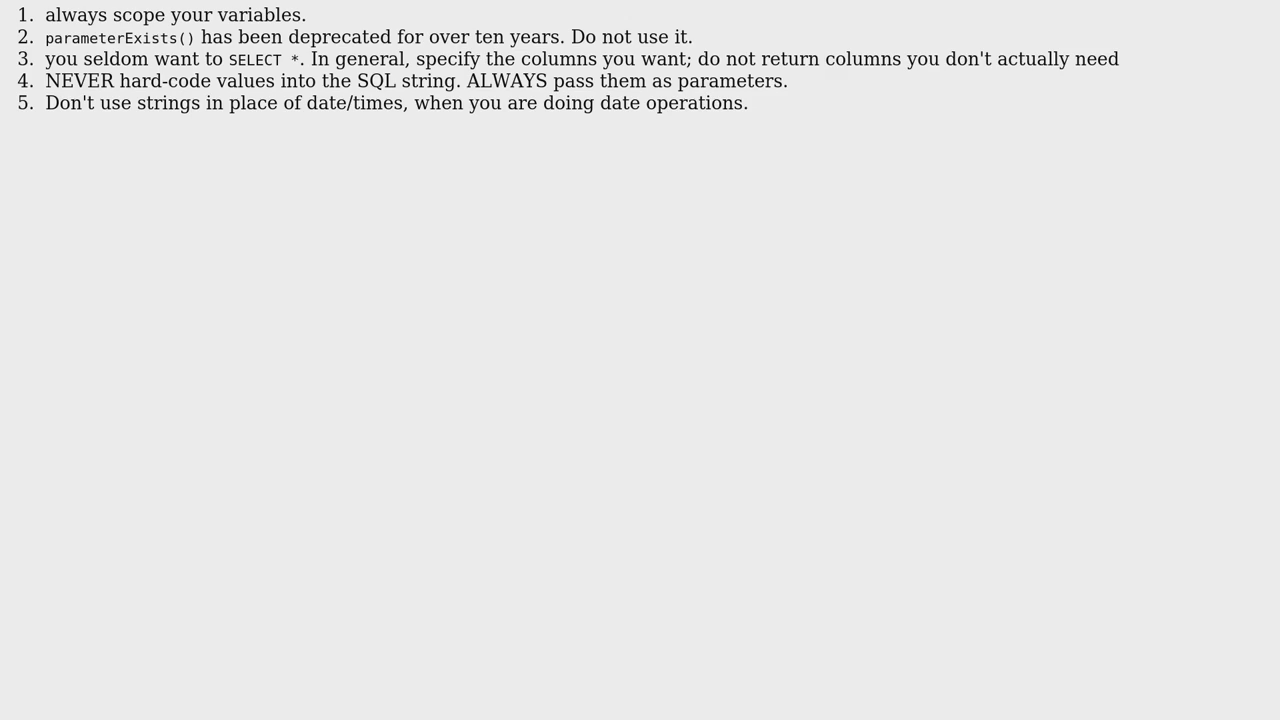 1. always scope your variables.
2. parameterExists() has been deprecated for over ten years. Do not use it.
3. you seldom want to SELECT *. In general, specify the columns you want; do not return columns you don't actually need
4. NEVER hard-code values into the SQL string. ALWAYS pass them as parameters.
5. Don't use strings in place of date/times, when you are doing date operations.